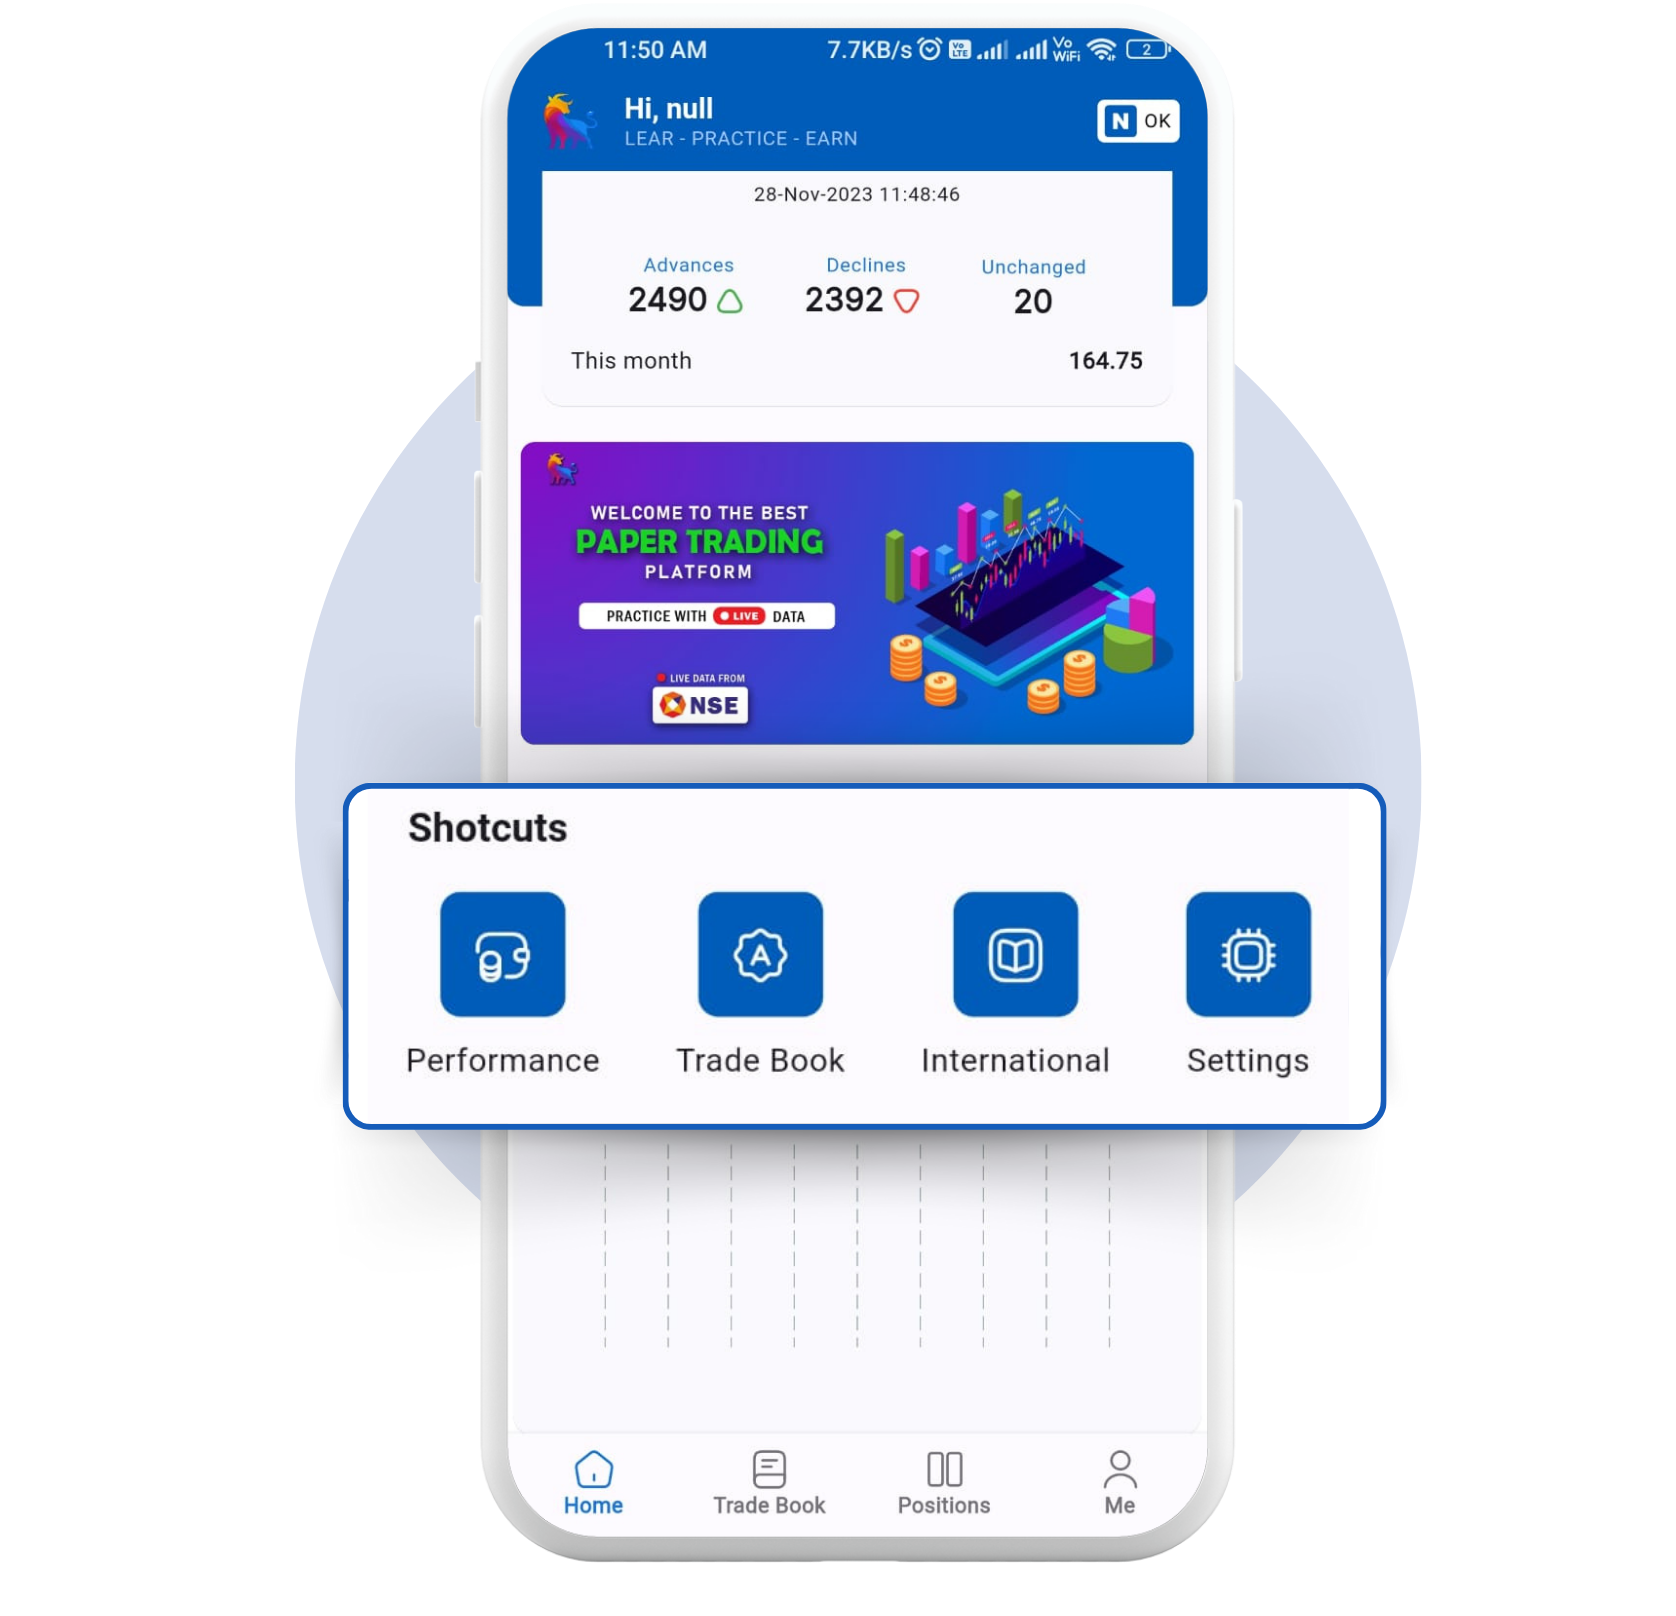 11:50 AM 7.7KB/s Vo LTE Vo WiFi 2
Hi, null
LEAR - PRACTICE - EARN
N OK
28-Nov-2023 11:48:46
Advances Declines Unchanged
2490 2392 20
This month 164.75
WELCOME TO THE BEST
PAPER TRADING
PLATFORM
PRACTICE WITH LIVE DATA
LIVE DATA FROM
NSE
Shotcuts
Performance Trade Book International Settings
Home Trade Book Positions Me